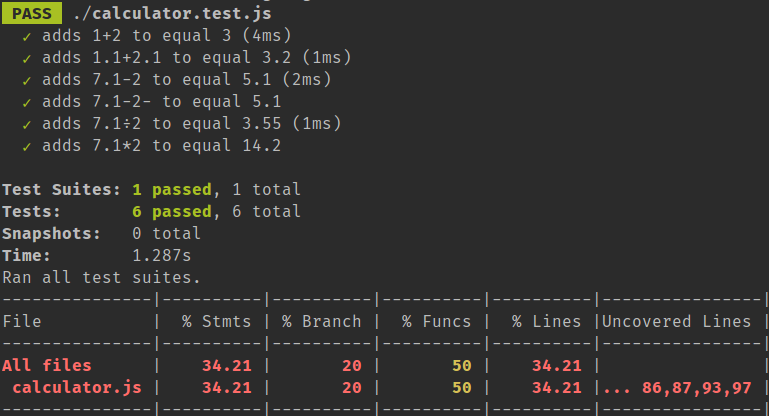 PASS ./calculator.test.js
✓ adds 1+2 to equal 3 (4ms)
✓ adds 1.1+2.1 to equal 3.2 (1ms)
✓ adds 7.1-2 to equal 5.1 (2ms)
✓ adds 7.1-2- to equal 5.1
✓ adds 7.1÷2 to equal 3.55 (1ms)
✓ adds 7.1*2 to equal 14.2
Test Suites: 1 passed, 1 total
Tests:       6 passed, 6 total
Snapshots:   0 total
Time:        1.287s
Ran all test suites.
---------------|----------|----------|----------|----------|----------------|
File           |  % Stmts | % Branch |  % Funcs |  % Lines |Uncovered Lines |
---------------|----------|----------|----------|----------|----------------|
All files      |    34.21 |       20 |       50 |    34.21 |                |
 calculator.js |    34.21 |       20 |       50 |    34.21 |... 86,87,93,97 |
---------------|----------|----------|----------|----------|----------------|